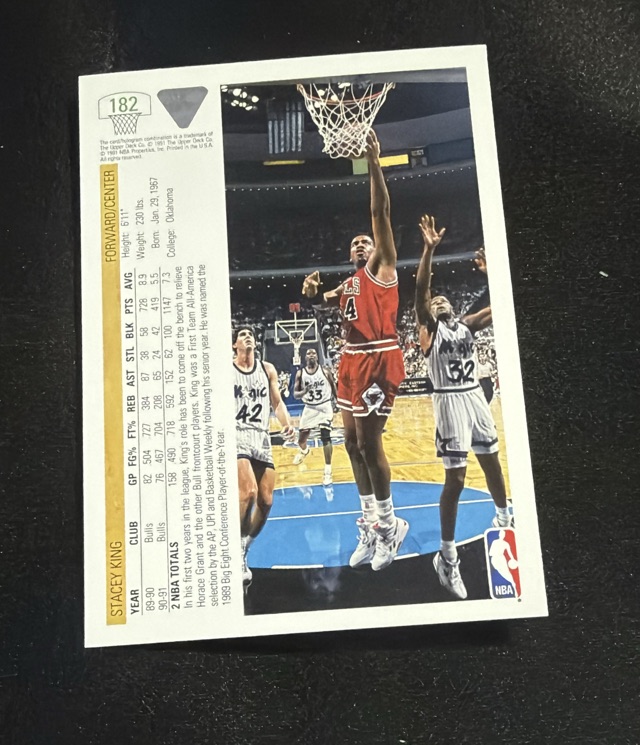 182
The card/hologram combination is a trademark of
The Upper Deck Co. © 1991 The Upper Deck Co.
© 1991 NBA Properties, Inc. Printed in the U.S.A.
All rights reserved.
STACEY KING FORWARD/CENTER
Height: 6'11"
Weight: 230 lbs.
Born: Jan. 29, 1967
College: Oklahoma
YEAR CLUB GP FG% FT% REB AST STL BLK PTS AVG
89-90 Bulls 82 504 .727 384 87 38 58 728 8.9
90-91 Bulls 76 467 704 208 65 24 42 419 5.5
2 NBA TOTALS 158 490 .718 592 152 62 100 1147 7.3
In his first two years in the league, King's role has been to come off the bench to relieve
Horace Grant and the other Bull frontcourt players. King was a First Team All-America
selection by the AP, UPI and Basketball Weekly following his senior year. He was named the
1989 Big Eight Conference Player-of-the-Year.
LS
4
Magic
42
Magic
33
Magic
32
NBA